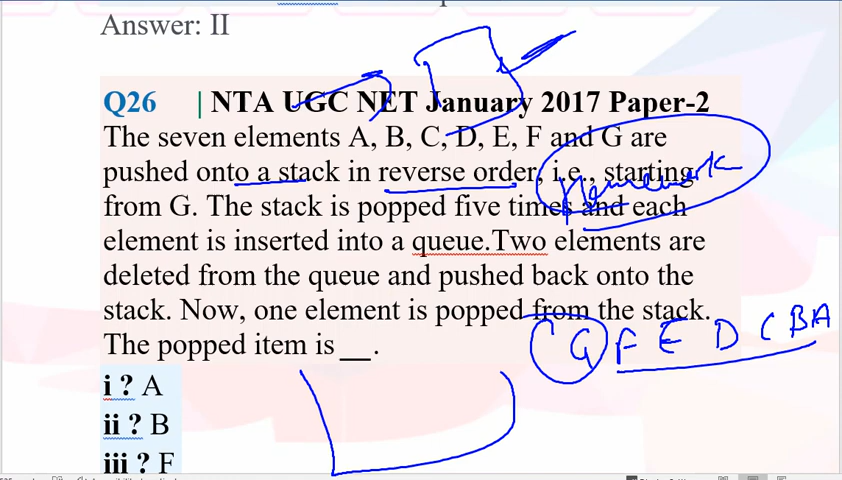 Answer: II
Q26 | NTA UGC NET January 2017 Paper-2
The seven elements A, B, C, D, E, F and G are
pushed onto a stack in reverse order, i.e., starting
Homework
from G. The stack is popped five times and each
element is inserted into a queue.Two elements are
deleted from the queue and pushed back onto the
stack. Now, one element is popped from the stack.
The popped item is __.
G F E D C B A
i ? A
ii ? B
iii ? F